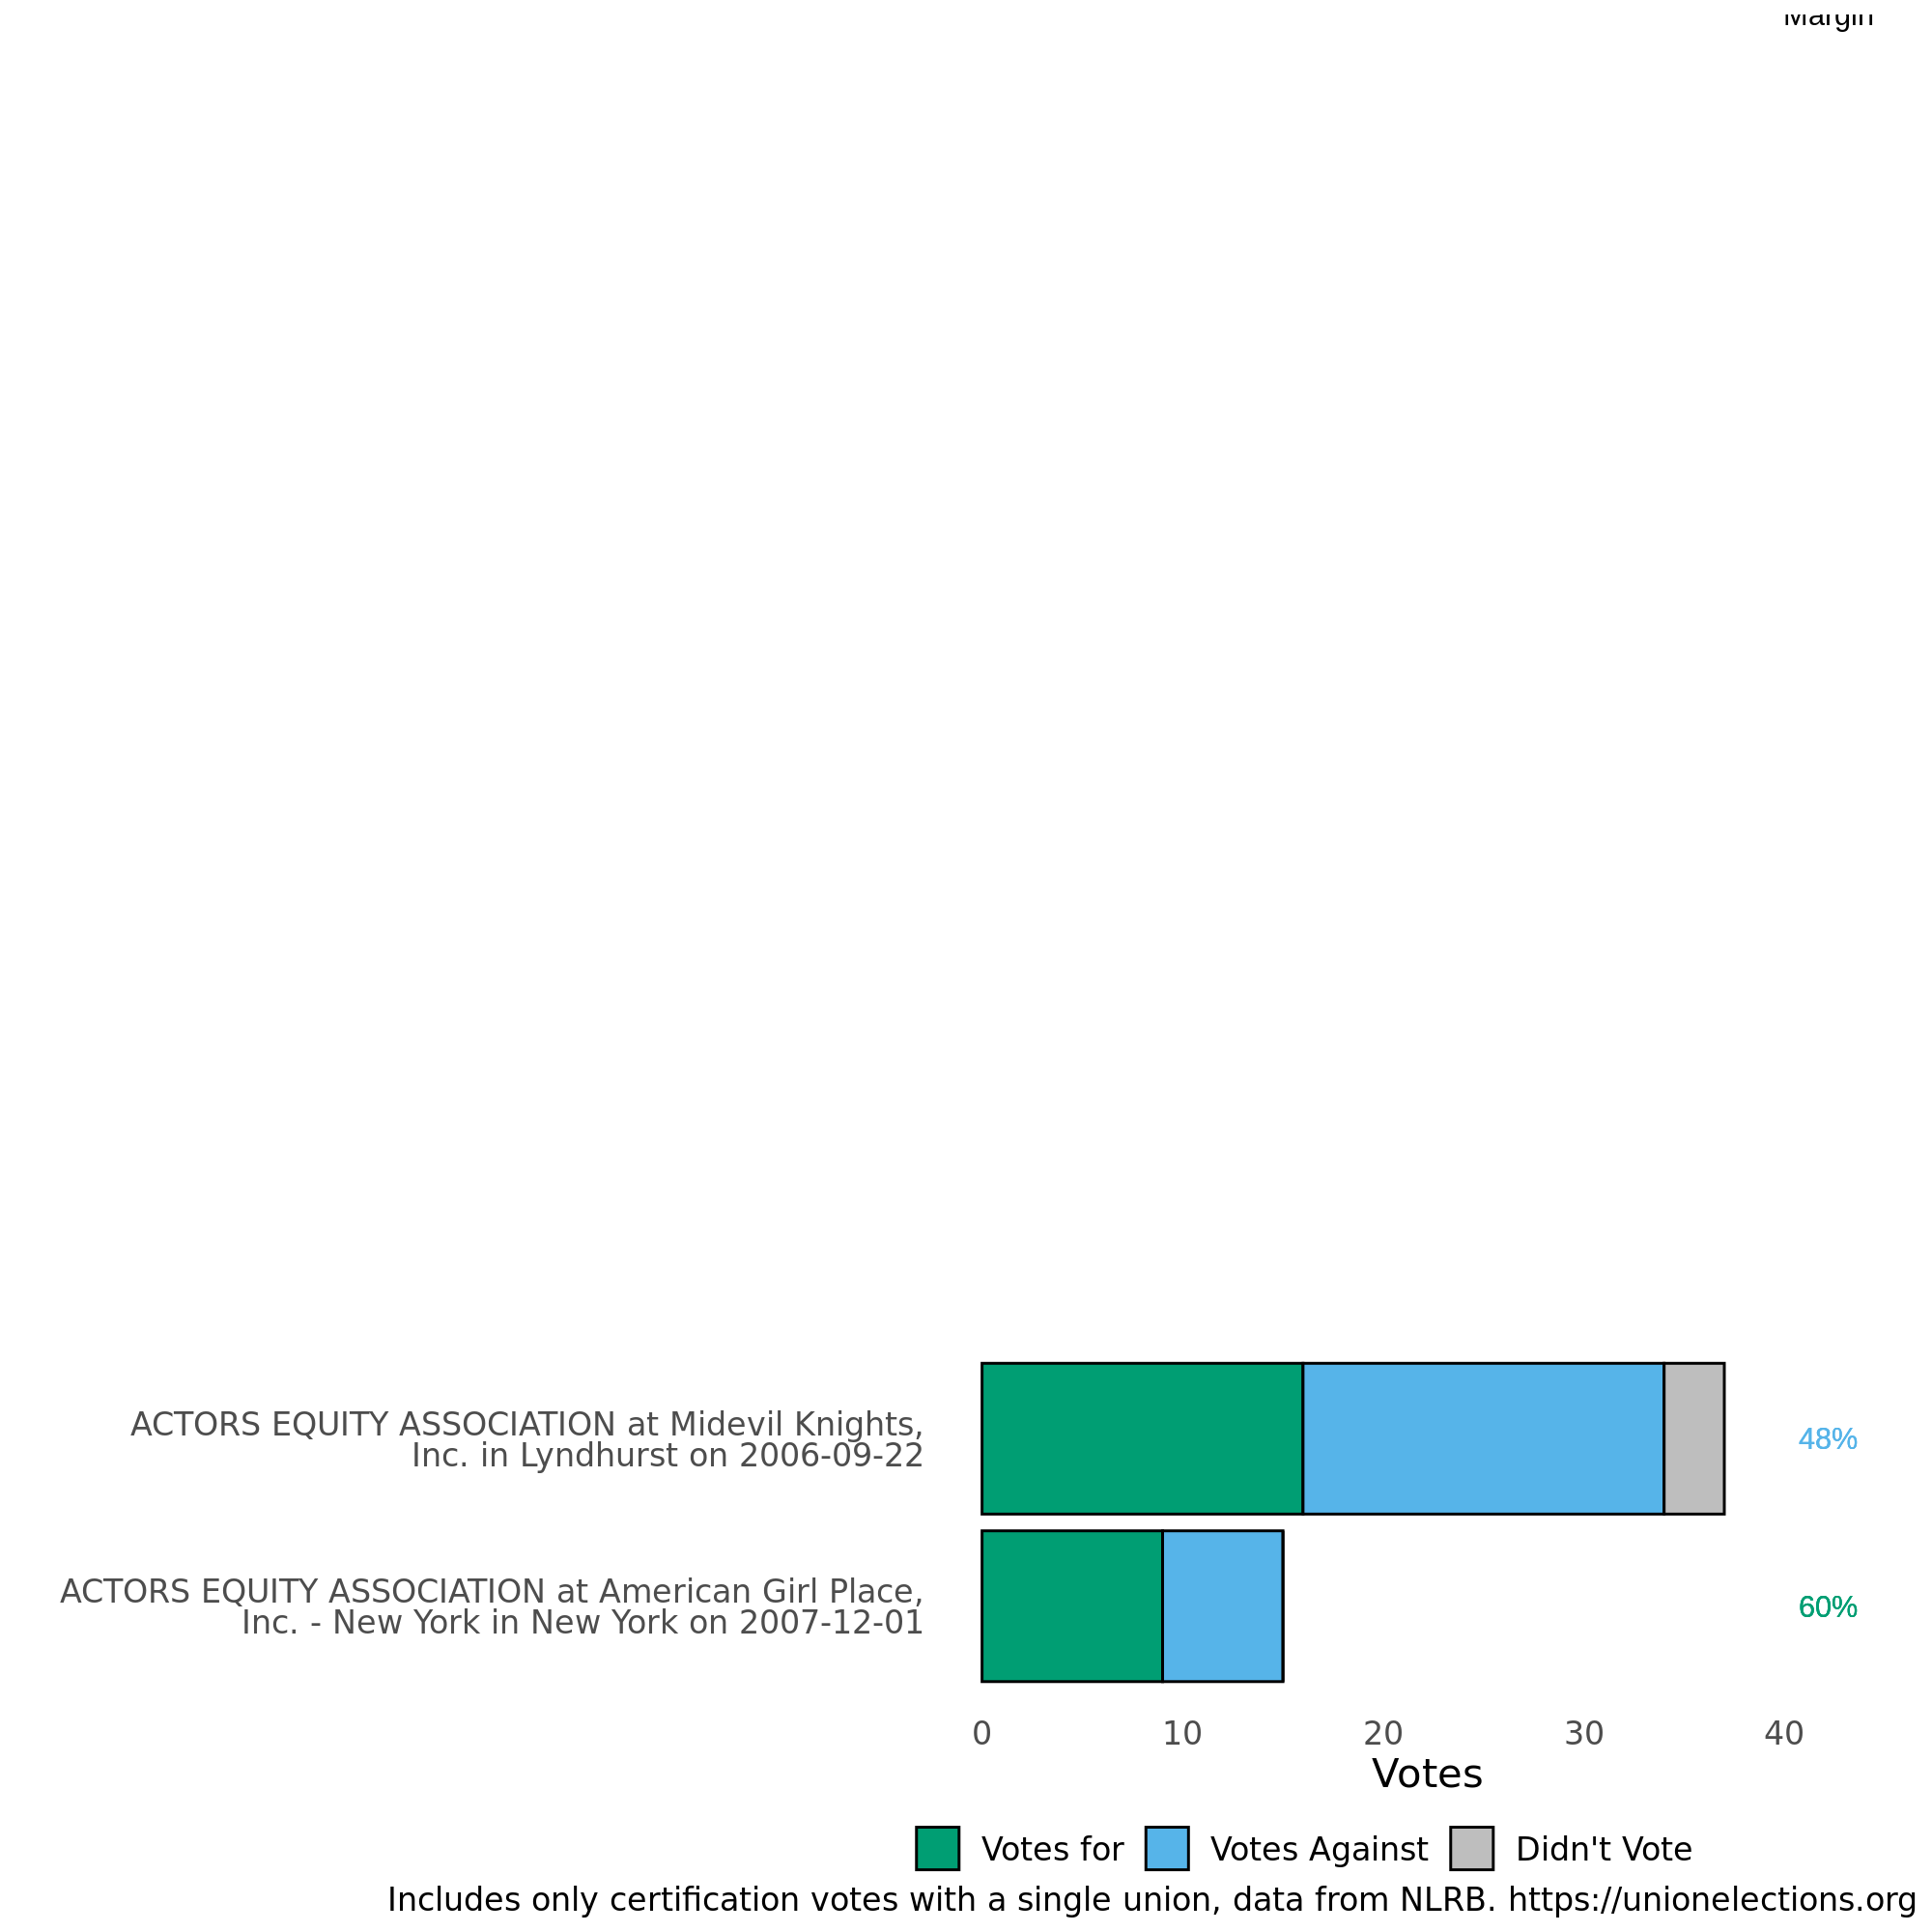 Margin
ACTORS EQUITY ASSOCIATION at Midevil Knights,
Inc. in Lyndhurst on 2006-09-22
48%
ACTORS EQUITY ASSOCIATION at American Girl Place,
Inc. - New York in New York on 2007-12-01
60%
0 10 20 30 40
Votes
Votes for Votes Against Didn't Vote
Includes only certification votes with a single union, data from NLRB. https://unionelections.org